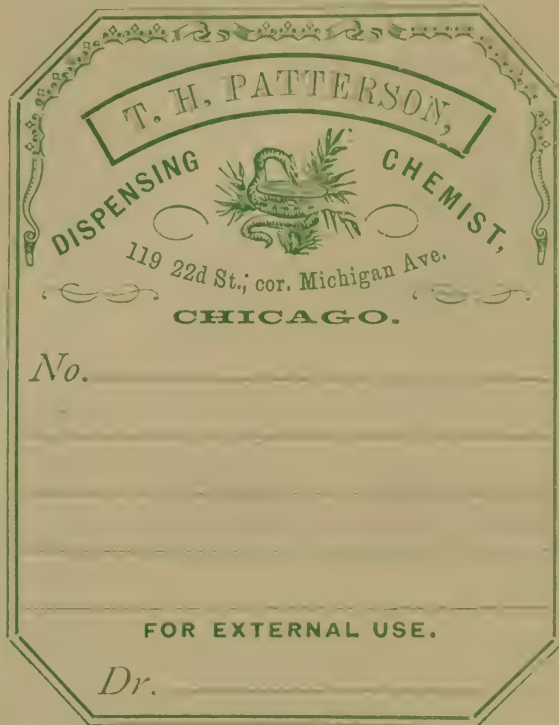 T. H. PATTERSON,
DISPENSING CHEMIST,
119 22d St., cor. Michigan Ave.
CHICAGO.
No.
FOR EXTERNAL USE.
Dr.